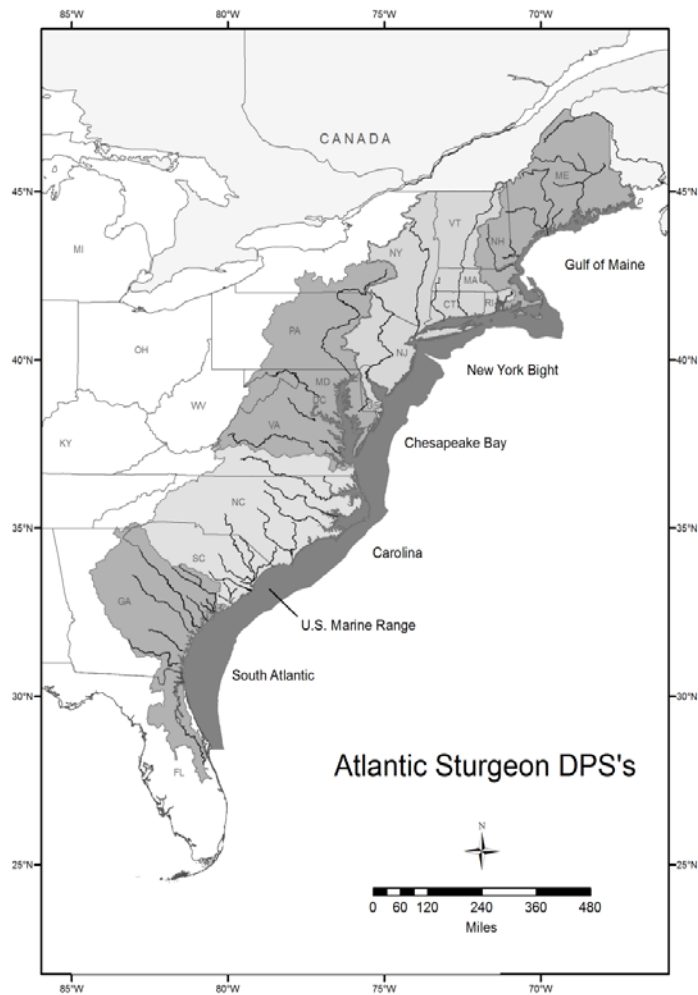 85°W 80°W 75°W 70°W
CANADA
ME
45°N 45°N
VT
NH
NY
MI
Gulf of Maine
MA
CT RI
PA
40°N 40°N
OH
NJ
New York Bight
MD
DC
WV
VA
KY
Chesapeake Bay
NC
35°N 35°N
Carolina
SC
GA
U.S. Marine Range
South Atlantic
30°N 30°N
Atlantic Sturgeon DPS's
FL
N
25°N 25°N
0 60 120 240 360 480
Miles
85°W 80°W 75°W 70°W